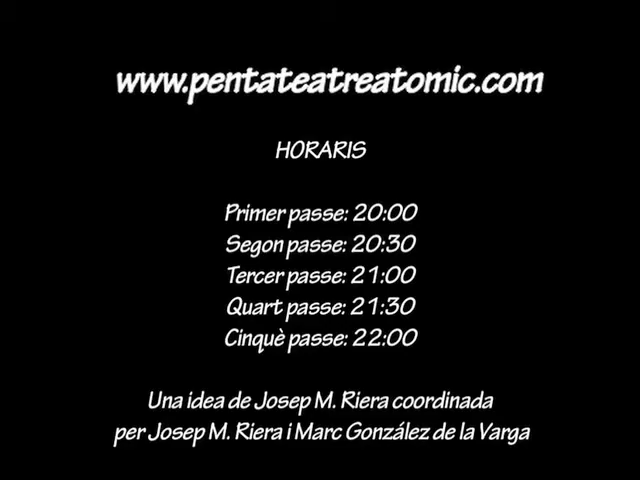 www.pentateatreatomic.com
HORARIS
Primer passe: 20:00
Segon passe: 20:30
Tercer passe: 21:00
Quart passe: 21:30
Cinquè passe: 22:00
Una idea de Josep M. Riera coordinada
per Josep M. Riera i Marc González de la Varga